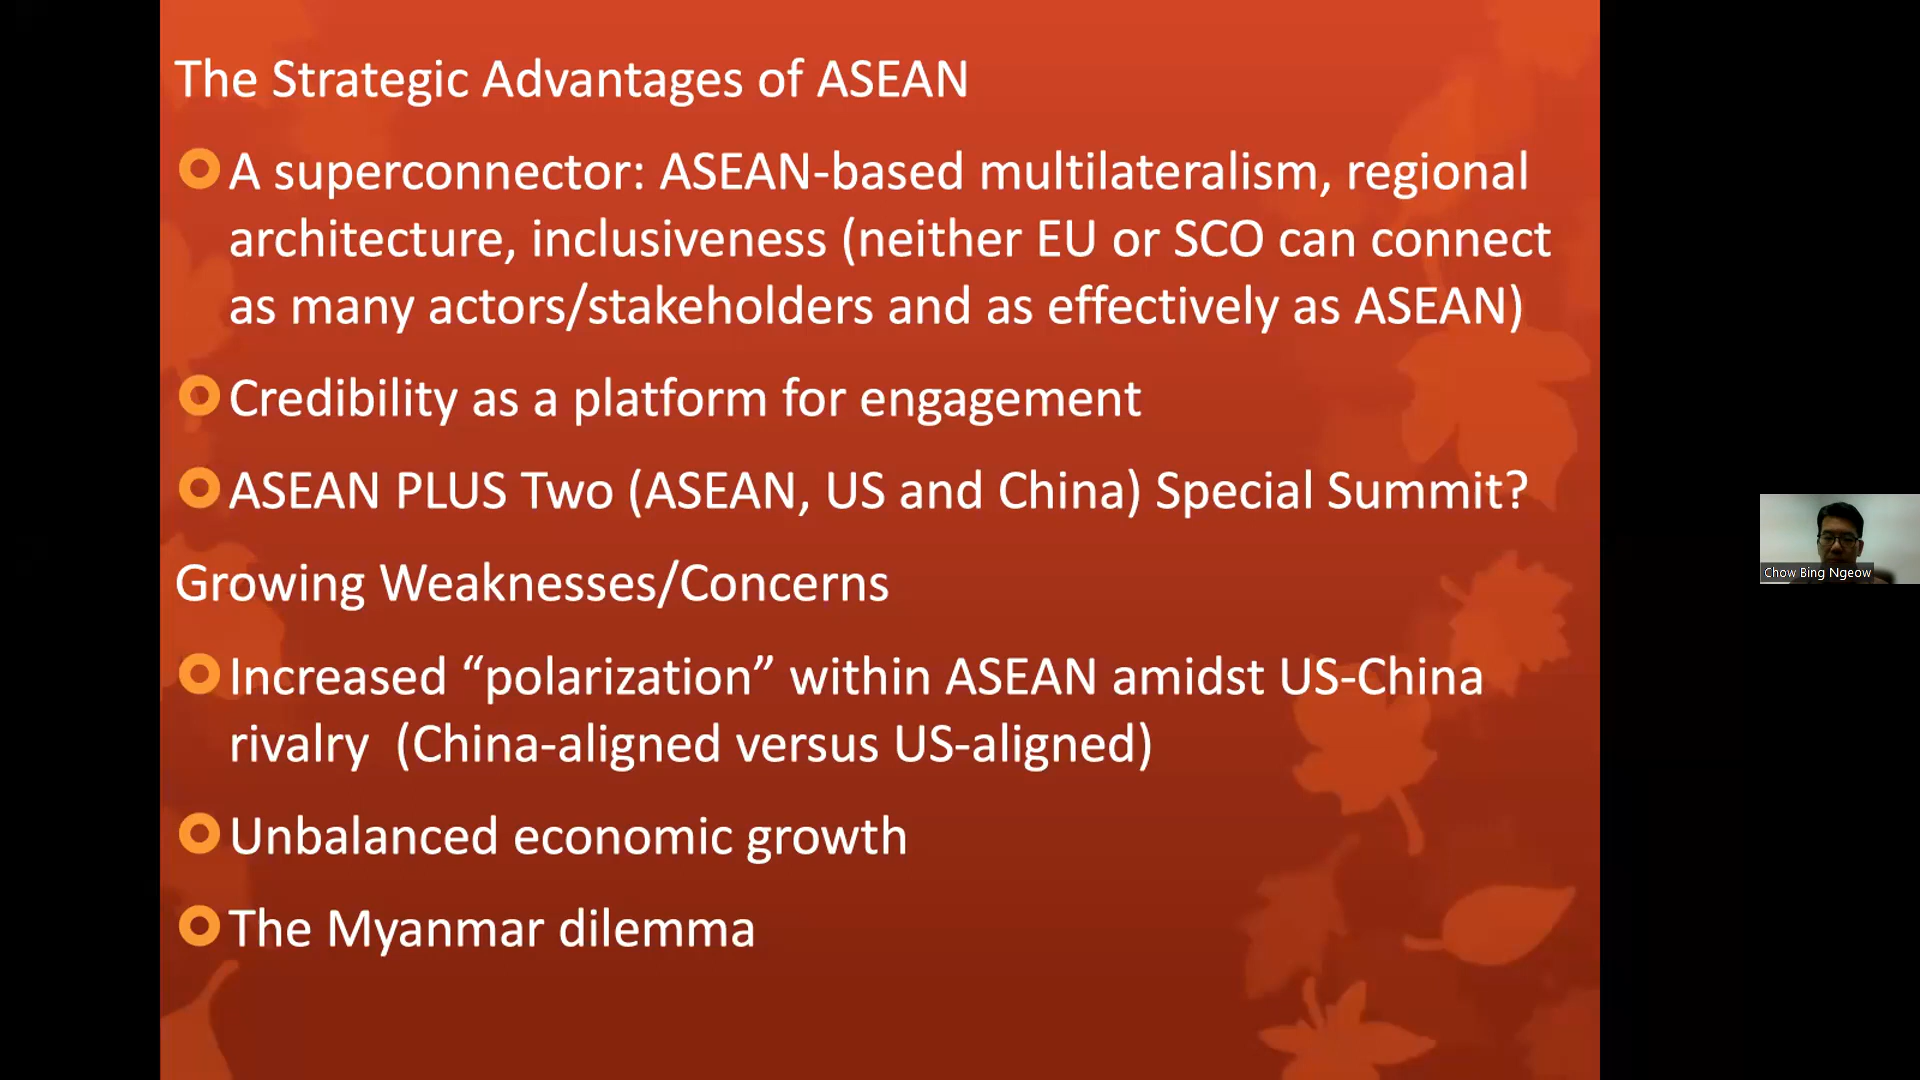 The Strategic Advantages of ASEAN
A superconnector: ASEAN-based multilateralism, regional
architecture, inclusiveness (neither EU or SCO can connect
as many actors/stakeholders and as effectively as ASEAN)
Credibility as a platform for engagement
ASEAN PLUS Two (ASEAN, US and China) Special Summit?
Growing Weaknesses/Concerns
Increased “polarization” within ASEAN amidst US-China
rivalry  (China-aligned versus US-aligned)
Unbalanced economic growth
The Myanmar dilemma
Chow Bing Ngeow